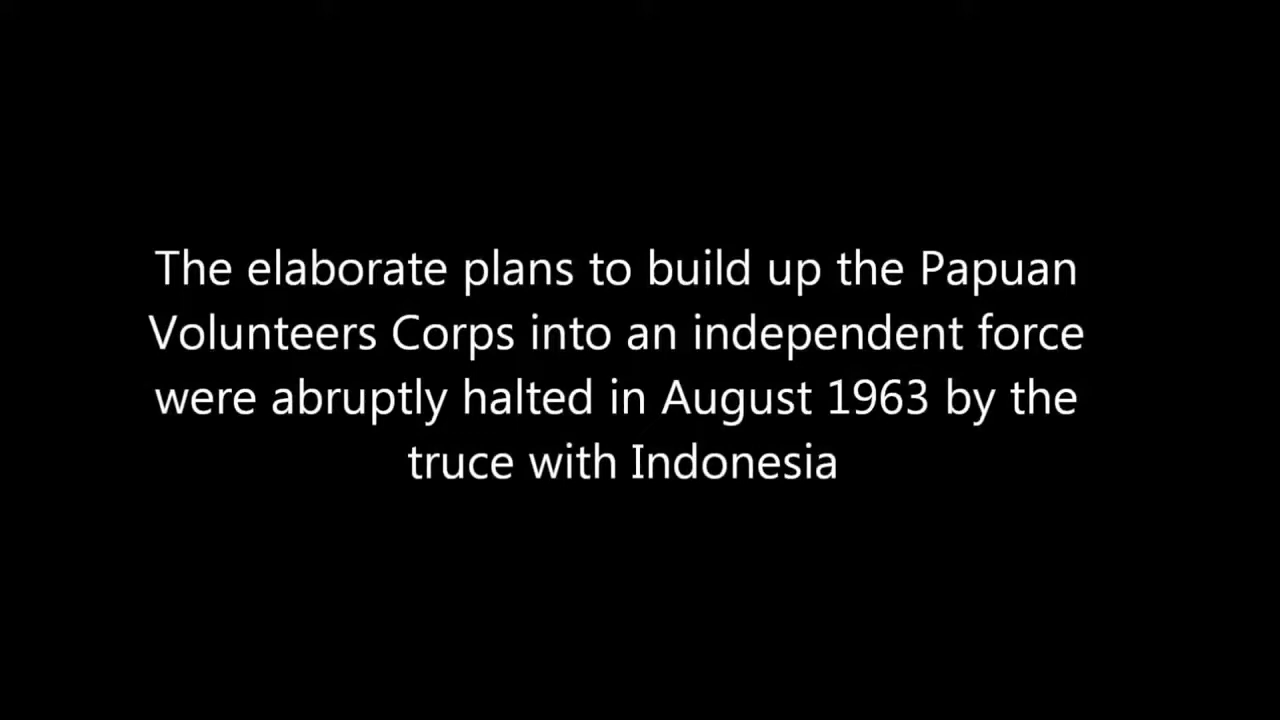 The elaborate plans to build up the Papuan
Volunteers Corps into an independent force
were abruptly halted in August 1963 by the
truce with Indonesia